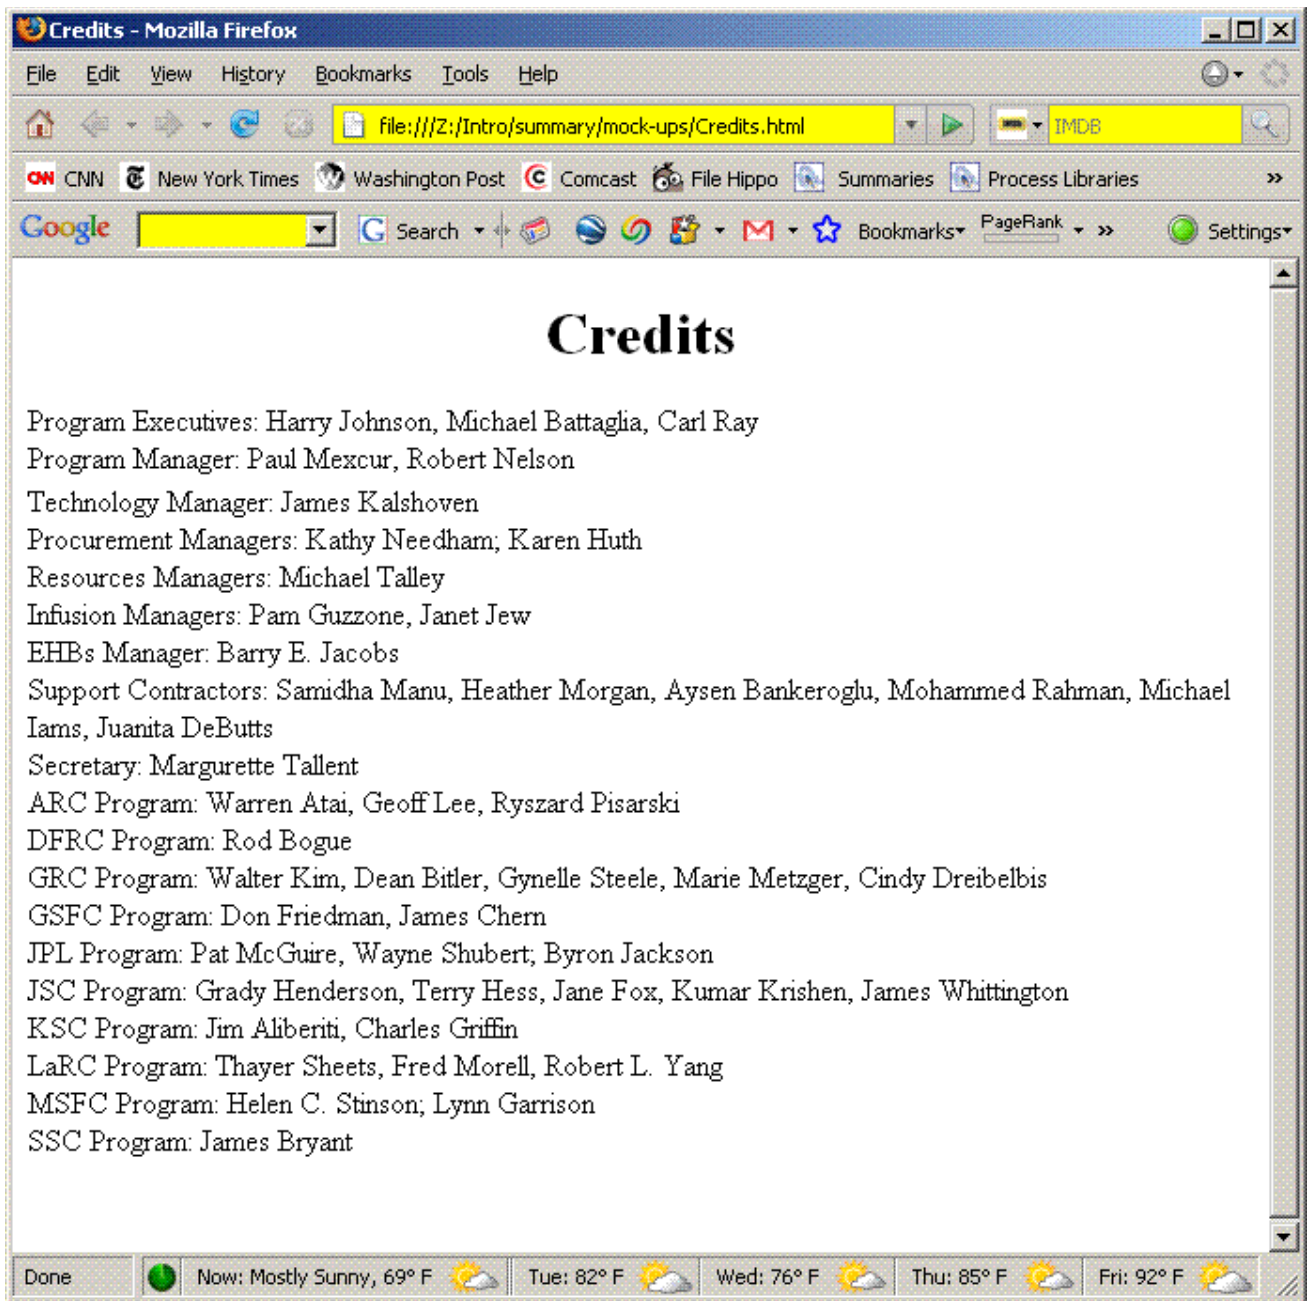 Credits - Mozilla Firefox
File Edit View History Bookmarks Tools Help
file:///Z:/Intro/summary/mock-ups/Credits.html IMDB
CNN CNN New York Times Washington Post Comcast File Hippo Summaries Process Libraries »
Google Search Bookmarks PageRank » Settings
Credits
Program Executives: Harry Johnson, Michael Battaglia, Carl Ray
Program Manager: Paul Mexcur, Robert Nelson
Technology Manager: James Kalshoven
Procurement Managers: Kathy Needham; Karen Huth
Resources Managers: Michael Talley
Infusion Managers: Pam Guzzone, Janet Jew
EHBs Manager: Barry E. Jacobs
Support Contractors: Samidha Manu, Heather Morgan, Aysen Bankeroglu, Mohammed Rahman, Michael
Iams, Juanita DeButts
Secretary: Margurette Tallent
ARC Program: Warren Atai, Geoff Lee, Ryszard Pisarski
DFRC Program: Rod Bogue
GRC Program: Walter Kim, Dean Bitler, Gynelle Steele, Marie Metzger, Cindy Dreibelbis
GSFC Program: Don Friedman, James Chern
JPL Program: Pat McGuire, Wayne Shubert; Byron Jackson
JSC Program: Grady Henderson, Terry Hess, Jane Fox, Kumar Krishen, James Whittington
KSC Program: Jim Aliberiti, Charles Griffin
LaRC Program: Thayer Sheets, Fred Morell, Robert L. Yang
MSFC Program: Helen C. Stinson; Lynn Garrison
SSC Program: James Bryant
Done Now: Mostly Sunny, 69° F Tue: 82° F Wed: 76° F Thu: 85° F Fri: 92° F